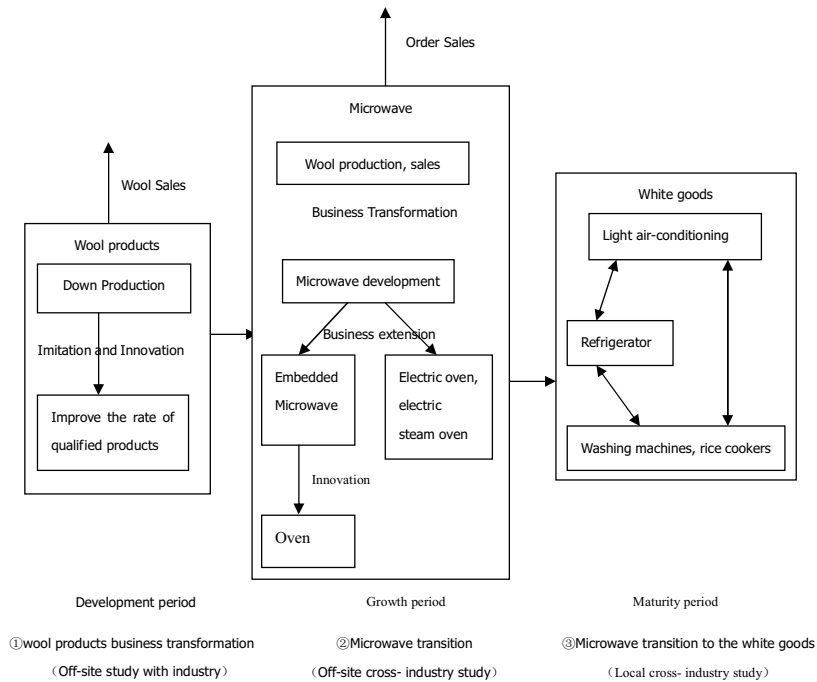 Order Sales
Microwave
Wool production, sales
Wool Sales
Business Transformation
White goods
Light air-conditioning
Wool products
Down Production
Microwave development
Imitation and Innovation
Business extension
Refrigerator
Embedded
Microwave
Electric oven,
electric
steam oven
Improve the rate of
qualified products
Washing machines, rice cookers
Innovation
Oven
Development period
Growth period
Maturity period
①wool products business transformation
②Microwave transition
③Microwave transition to the white goods
（Off-site study with industry）
（Off-site cross- industry study）
（Local cross- industry study）